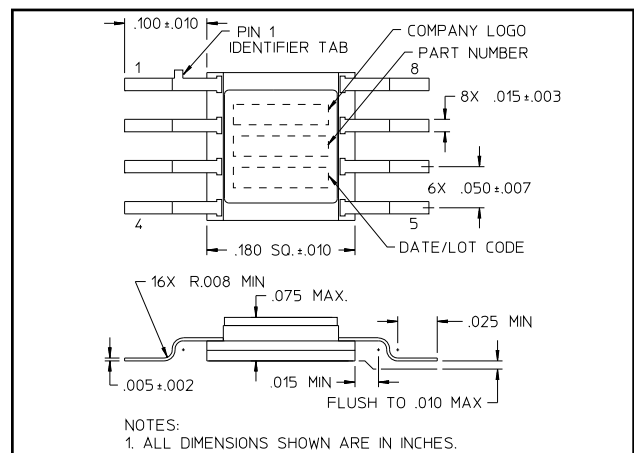 .100±.010
PIN 1
IDENTIFIER TAB
COMPANY LOGO
PART NUMBER
1
8
8X .015±.003
6X .050±.007
4
5
.180 SQ.±.010
DATE/LOT CODE
16X R.008 MIN
.075 MAX.
.025 MIN
.005±.002
.015 MIN
FLUSH TO .010 MAX
NOTES:
1. ALL DIMENSIONS SHOWN ARE IN INCHES.